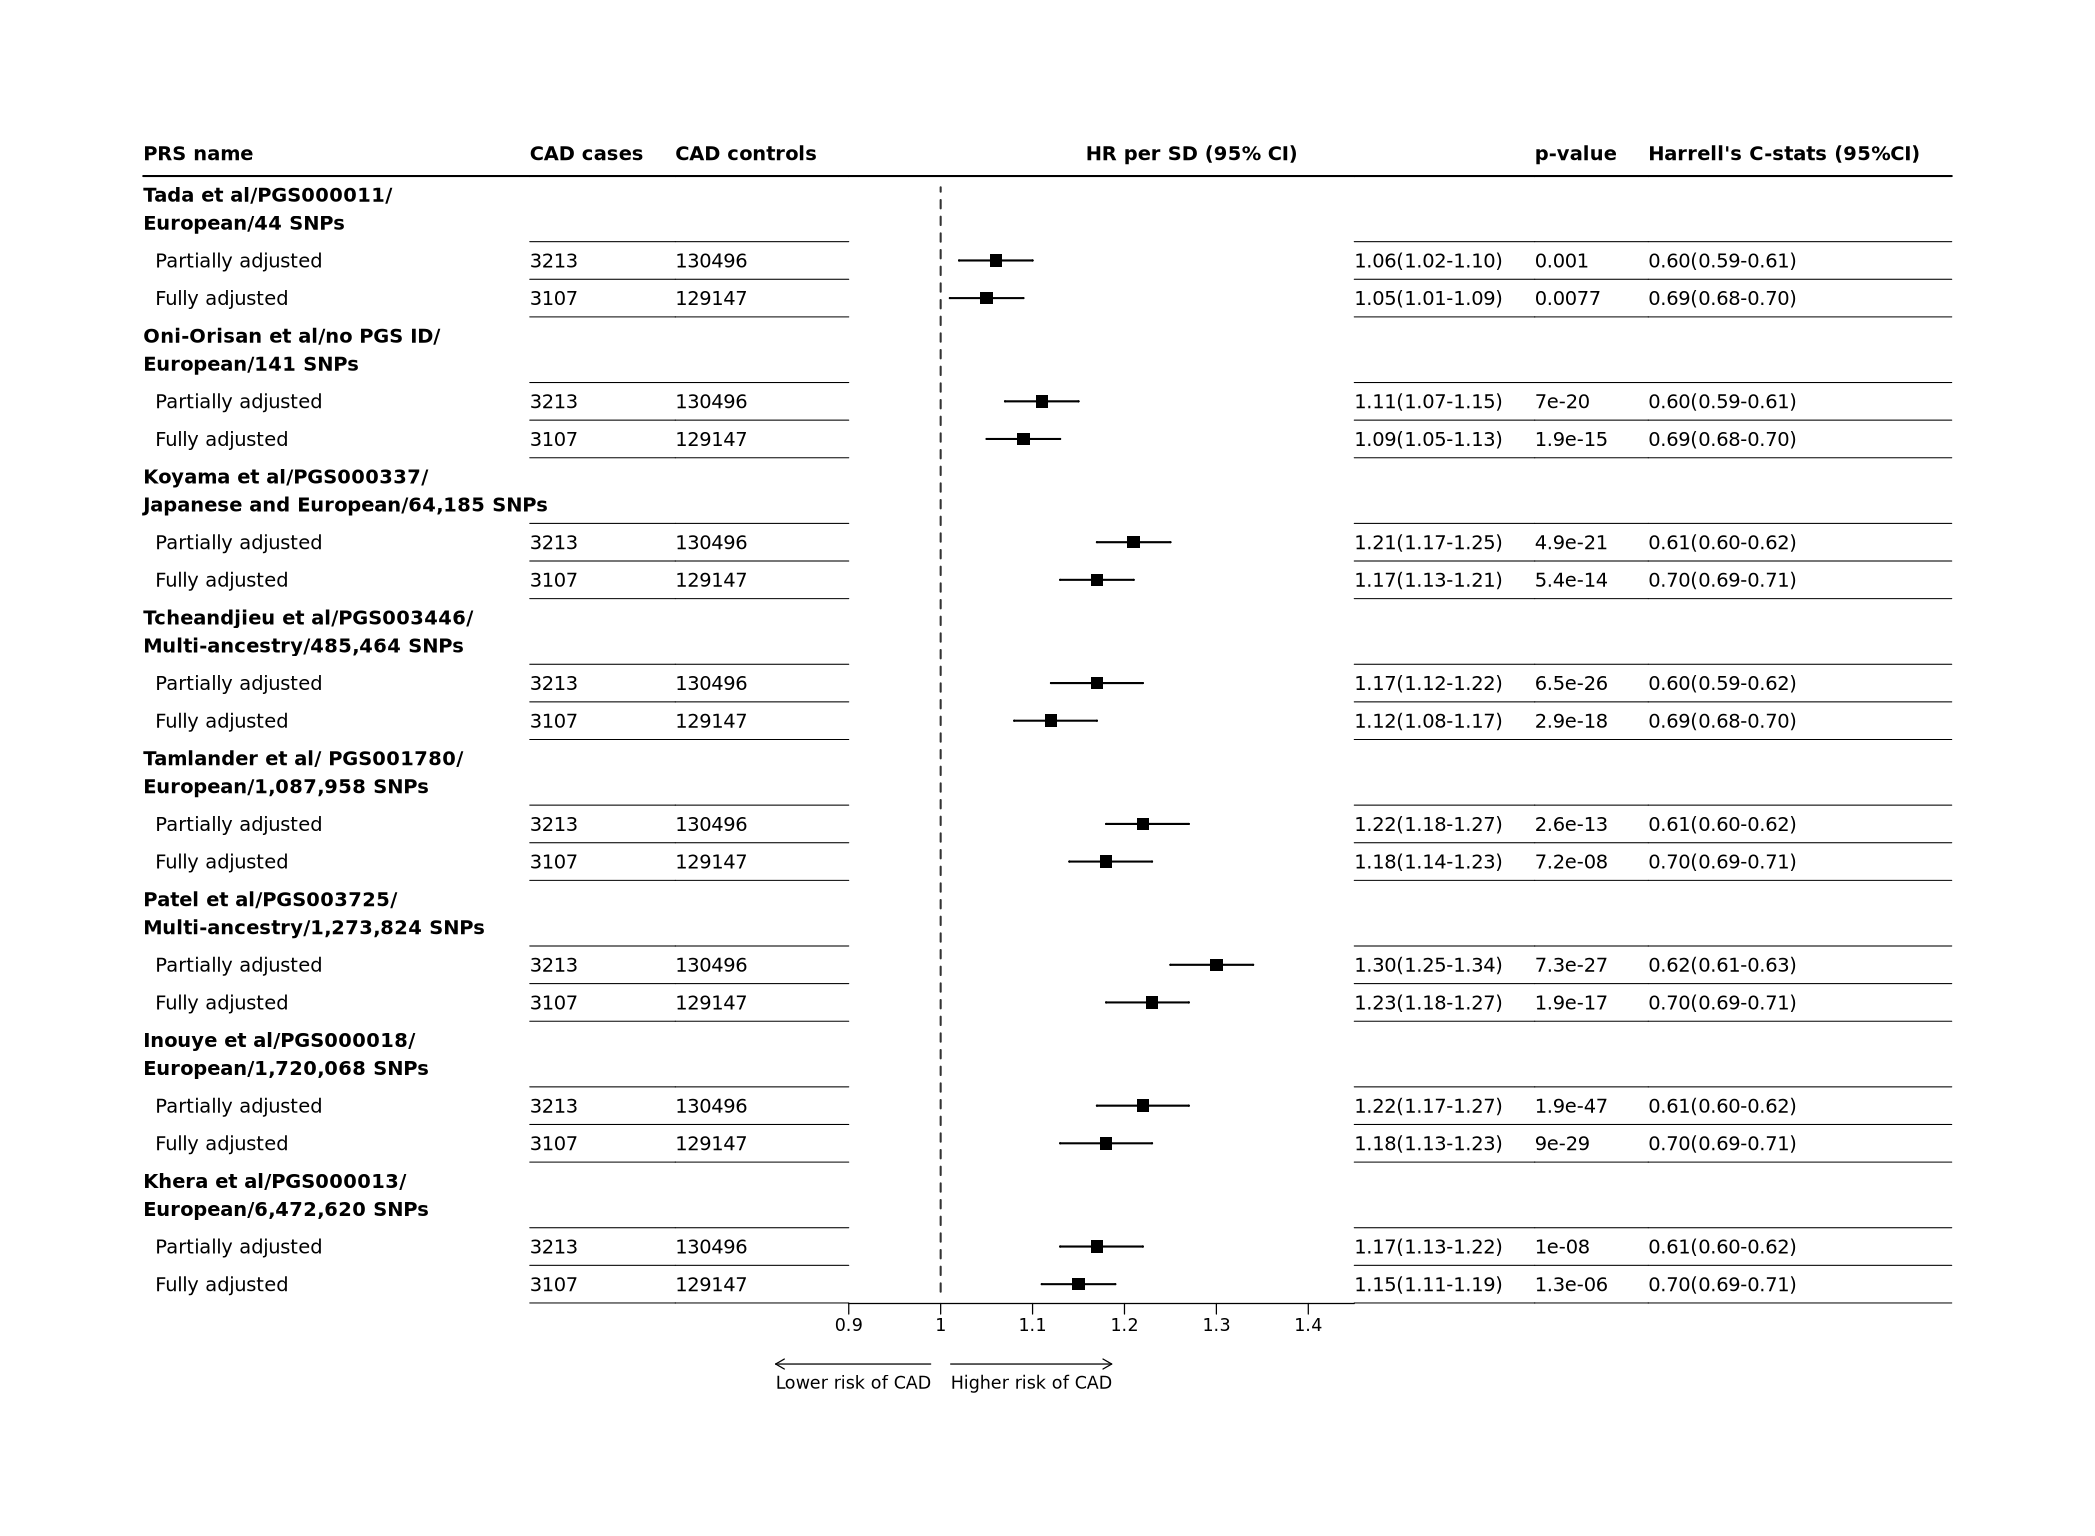 PRS name CAD cases CAD controls HR per SD (95% CI) p-value Harrell's C-stats (95%CI)
Tada et al/PGS000011/
European/44 SNPs
Partially adjusted 3213 130496 1.06(1.02-1.10) 0.001 0.60(0.59-0.61)
Fully adjusted 3107 129147 1.05(1.01-1.09) 0.0077 0.69(0.68-0.70)
Oni-Orisan et al/no PGS ID/
European/141 SNPs
Partially adjusted 3213 130496 1.11(1.07-1.15) 7e-20 0.60(0.59-0.61)
Fully adjusted 3107 129147 1.09(1.05-1.13) 1.9e-15 0.69(0.68-0.70)
Koyama et al/PGS000337/
Japanese and European/64,185 SNPs
Partially adjusted 3213 130496 1.21(1.17-1.25) 4.9e-21 0.61(0.60-0.62)
Fully adjusted 3107 129147 1.17(1.13-1.21) 5.4e-14 0.70(0.69-0.71)
Tcheandjieu et al/PGS003446/
Multi-ancestry/485,464 SNPs
Partially adjusted 3213 130496 1.17(1.12-1.22) 6.5e-26 0.60(0.59-0.62)
Fully adjusted 3107 129147 1.12(1.08-1.17) 2.9e-18 0.69(0.68-0.70)
Tamlander et al/ PGS001780/
European/1,087,958 SNPs
Partially adjusted 3213 130496 1.22(1.18-1.27) 2.6e-13 0.61(0.60-0.62)
Fully adjusted 3107 129147 1.18(1.14-1.23) 7.2e-08 0.70(0.69-0.71)
Patel et al/PGS003725/
Multi-ancestry/1,273,824 SNPs
Partially adjusted 3213 130496 1.30(1.25-1.34) 7.3e-27 0.62(0.61-0.63)
Fully adjusted 3107 129147 1.23(1.18-1.27) 1.9e-17 0.70(0.69-0.71)
Inouye et al/PGS000018/
European/1,720,068 SNPs
Partially adjusted 3213 130496 1.22(1.17-1.27) 1.9e-47 0.61(0.60-0.62)
Fully adjusted 3107 129147 1.18(1.13-1.23) 9e-29 0.70(0.69-0.71)
Khera et al/PGS000013/
European/6,472,620 SNPs
Partially adjusted 3213 130496 1.17(1.13-1.22) 1e-08 0.61(0.60-0.62)
Fully adjusted 3107 129147 1.15(1.11-1.19) 1.3e-06 0.70(0.69-0.71)
0.9 1 1.1 1.2 1.3 1.4
Lower risk of CAD Higher risk of CAD